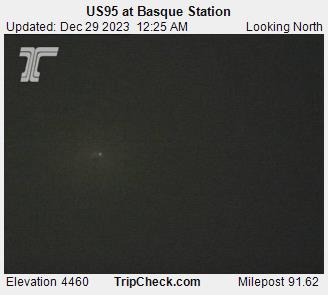 US95 at Basque Station
Updated: Dec 29 2023 12:25 AM Looking North
Elevation 4460 TripCheck.com Milepost 91.62